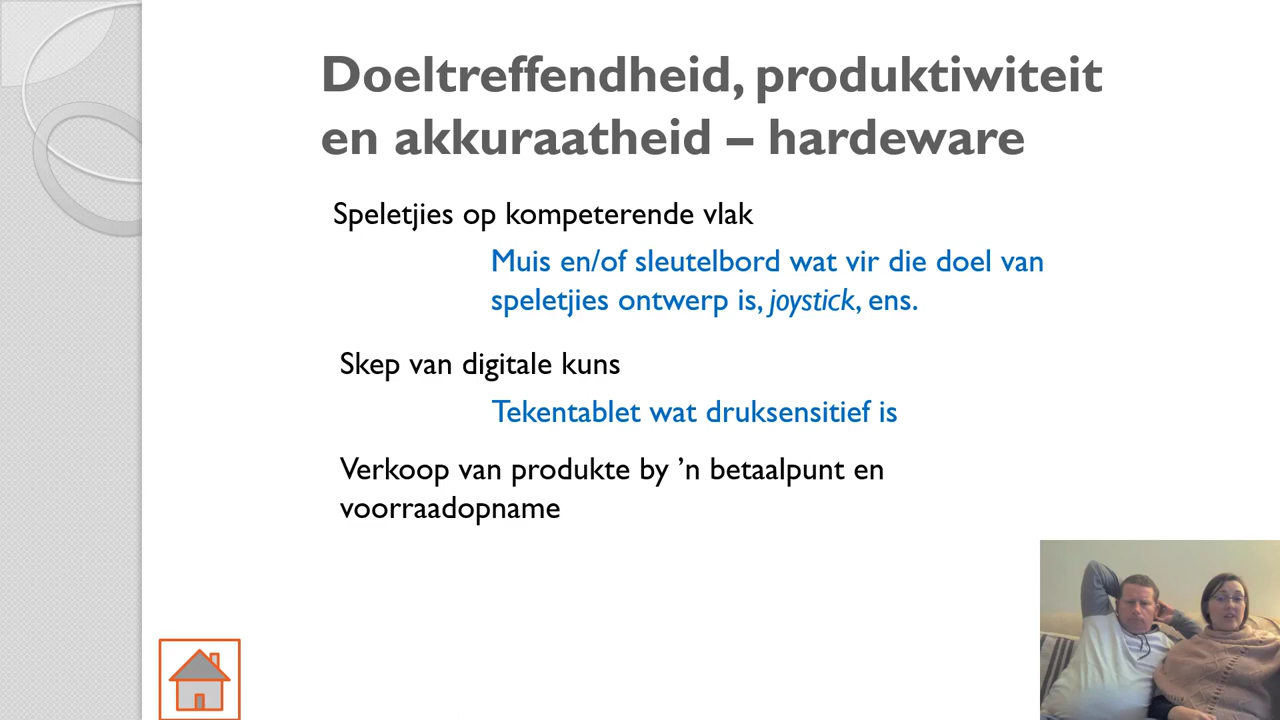 Doeltreffendheid, produktiwiteit
en akkuraatheid – hardeware
Speletjies op kompeterende vlak
Muis en/of sleutelbord wat vir die doel van
speletjies ontwerp is, joystick, ens.
Skep van digitale kuns
Tekentablet wat druksensitief is
Verkoop van produkte by ’n betaalpunt en
voorraadopname